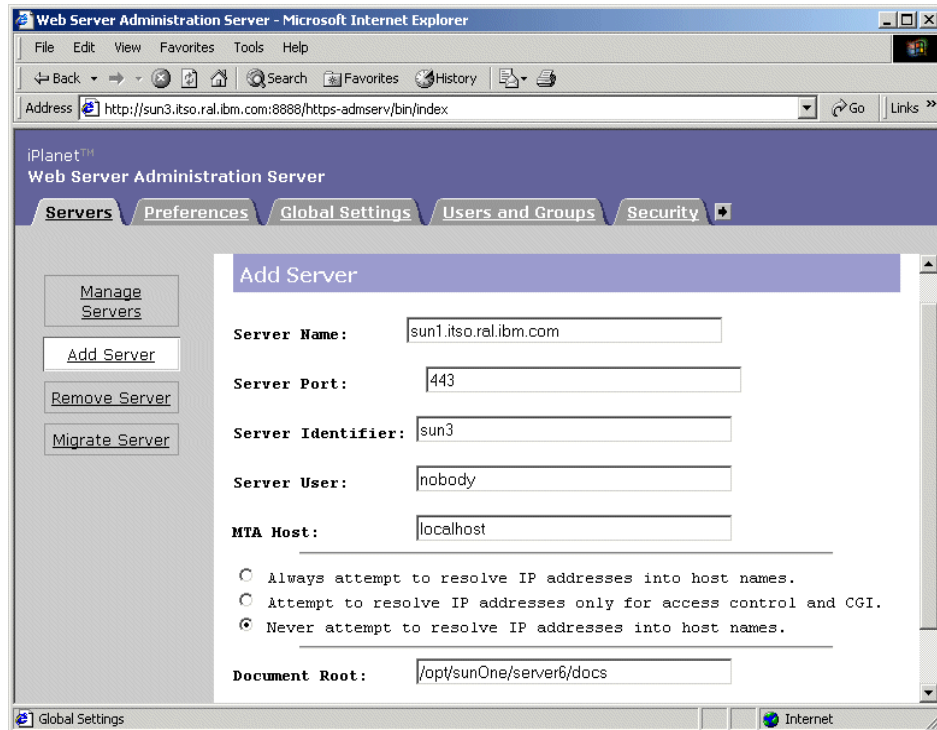 Web Server Administration Server - Microsoft Internet Explorer
File Edit View Favorites Tools Help
Back Search Favorites History
Address http://sun3.itso.ral.ibm.com:8888/https-admserv/bin/index Go Links »
iPlanet™
Web Server Administration Server
Servers Preferences Global Settings Users and Groups Security
Manage
Servers
Add Server
Remove Server
Migrate Server
Add Server
Server Name: sun1.itso.ral.ibm.com
Server Port: 443
Server Identifier: sun3
Server User: nobody
MTA Host: localhost
Always attempt to resolve IP addresses into host names.
Attempt to resolve IP addresses only for access control and CGI.
Never attempt to resolve IP addresses into host names.
Document Root: /opt/sunOne/server6/docs
Global Settings Internet